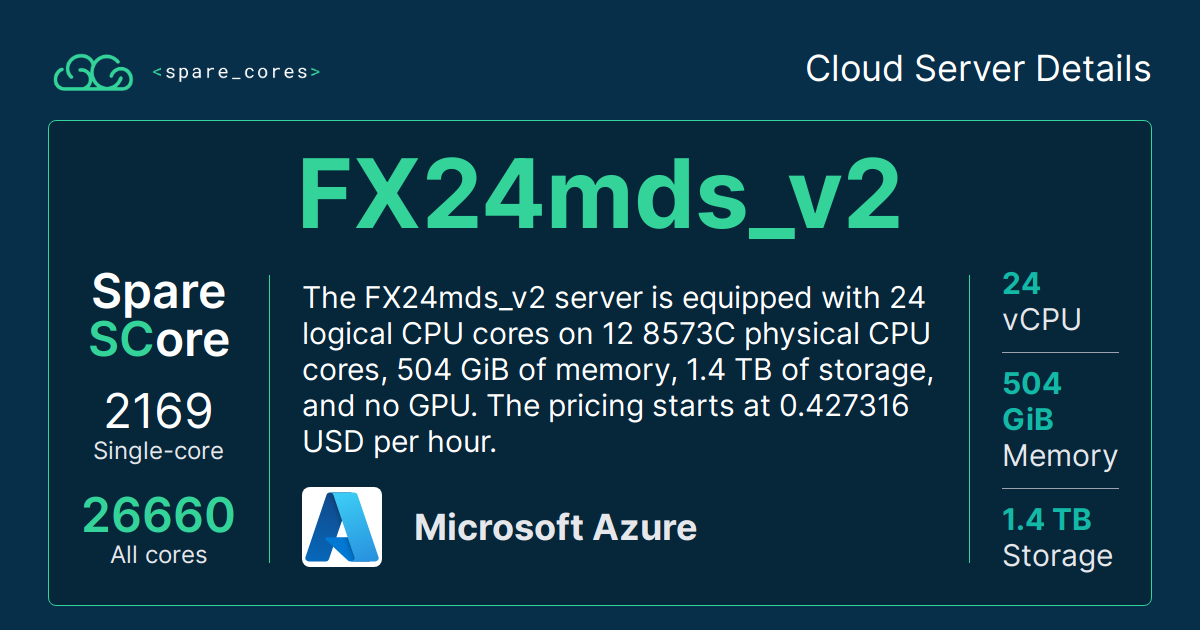 <spare_cores>
Cloud Server Details
FX24mds_v2
Spare
SCore
2169
Single-core
26660
All cores
The FX24mds_v2 server is equipped with 24
logical CPU cores on 12 8573C physical CPU
cores, 504 GiB of memory, 1.4 TB of storage,
and no GPU. The pricing starts at 0.427316
USD per hour.
Microsoft Azure
24
vCPU
504
GiB
Memory
1.4 TB
Storage